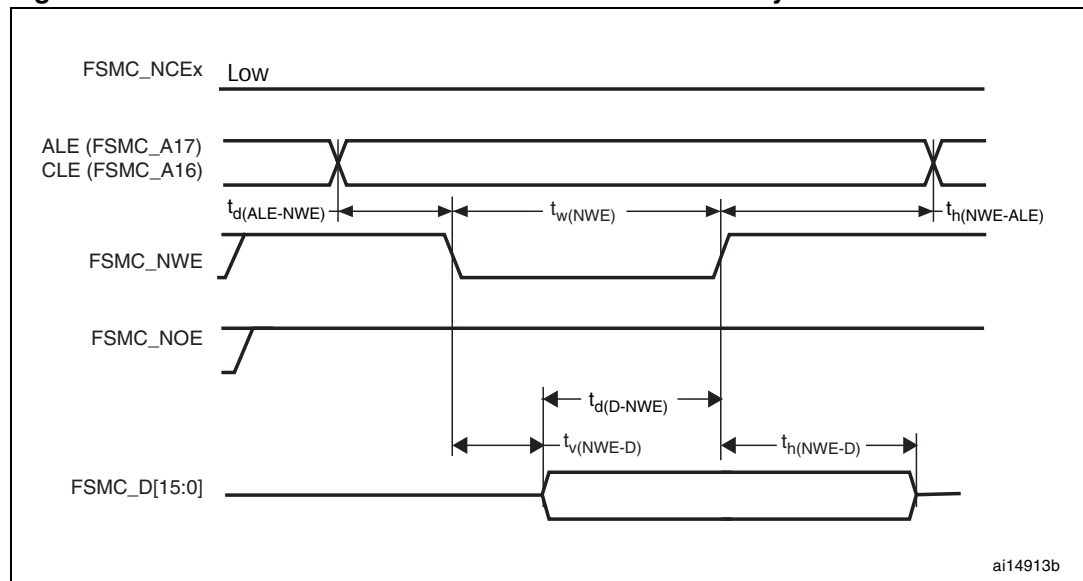 FSMC_NCEx Low
ALE (FSMC_A17)
CLE (FSMC_A16)
td(ALE-NWE) tw(NWE) th(NWE-ALE)
FSMC_NWE
FSMC_NOE
td(D-NWE)
tv(NWE-D) th(NWE-D)
FSMC_D[15:0]
ai14913b